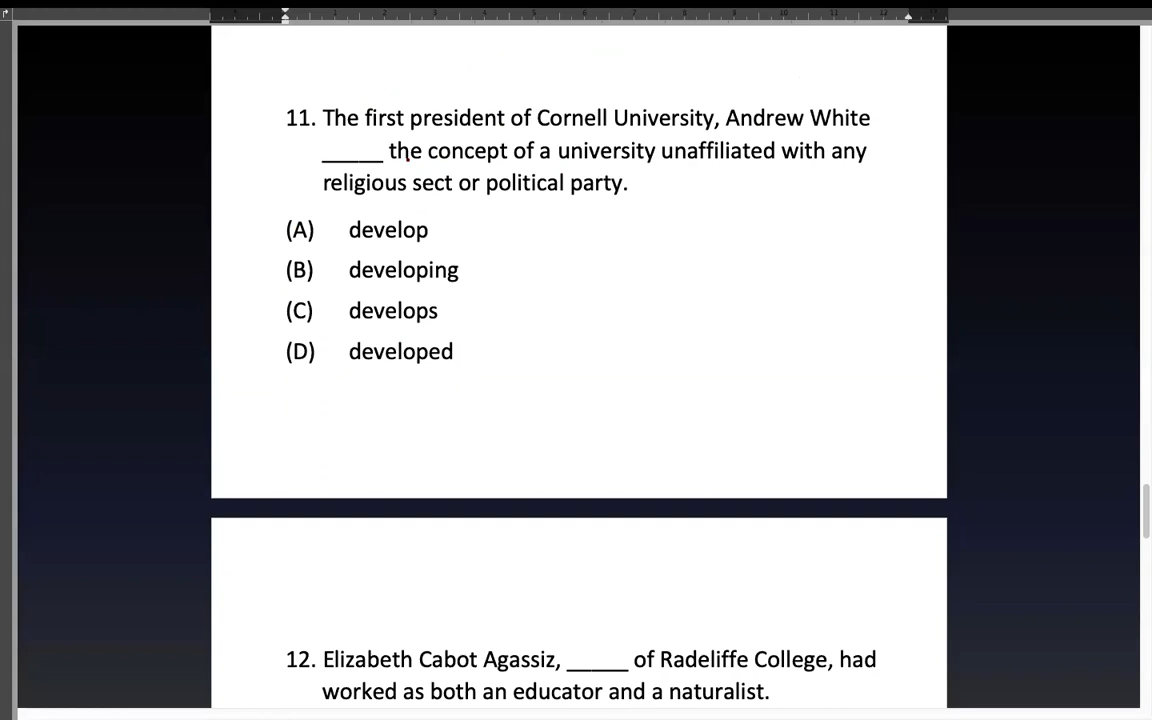 11. The first president of Cornell University, Andrew White
_____ the concept of a university unaffiliated with any
religious sect or political party.
(A) develop
(B) developing
(C) develops
(D) developed
12. Elizabeth Cabot Agassiz, _____ of Radeliffe College, had
worked as both an educator and a naturalist.